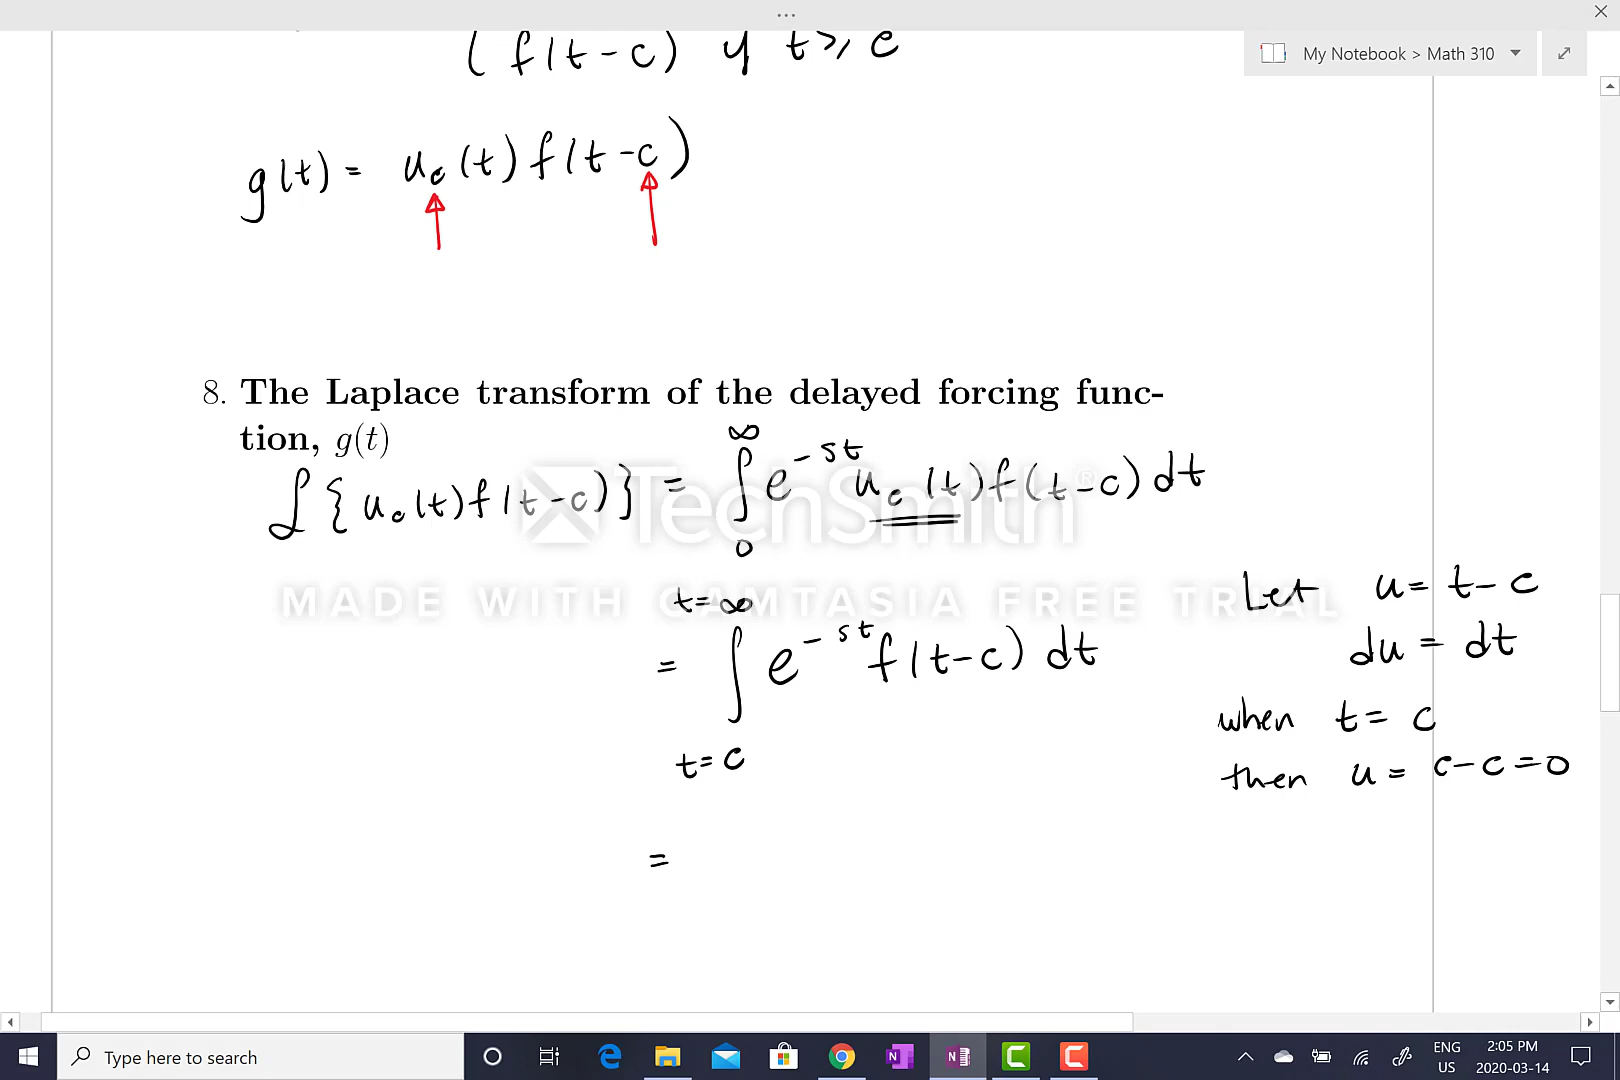 ...
My Notebook > Math 310
( f(t-c) if t ≥ c
g(t) = u_c(t) f(t-c)
8. The Laplace transform of the delayed forcing func-
tion, g(t)
ℒ{u_c(t)f(t-c)} = ∫_0^∞ e^{-st} u_c(t) f(t-c) dt
TechSmith®
MADE WITH CAMTASIA FREE TRIAL
= ∫_{t=c}^{t=∞} e^{-st} f(t-c) dt
Let u = t-c
du = dt
when t = c
then u = c-c=0
=
Type here to search
ENG
US
2:05 PM
2020-03-14